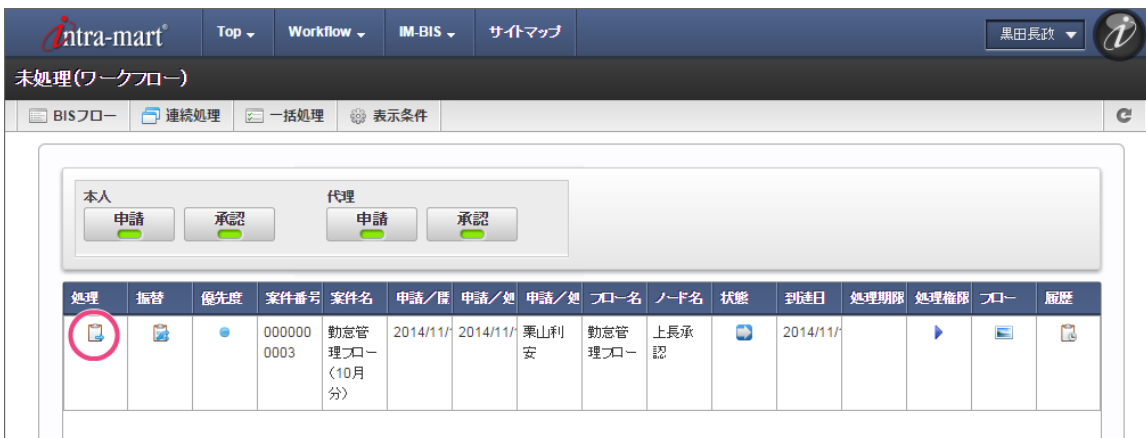 intra-mart® Top Workflow IM-BIS サイトマップ 黒田長政
未処理(ワークフロー)
BISフロー 連続処理 一括処理 表示条件
本人 代理
申請 承認 申請 承認
処理 振替 優先度 案件番号 案件名 申請／ 申請／処 申請／処 フロー名 ノード名 状態 到達日 処理期限 処理権限 フロー 履歴
000000 勤怠管 2014/11/ 2014/11/ 栗山利 勤怠管 上長承 2014/11/
0003 理フロー 安 理フロー 認
(10月
分)